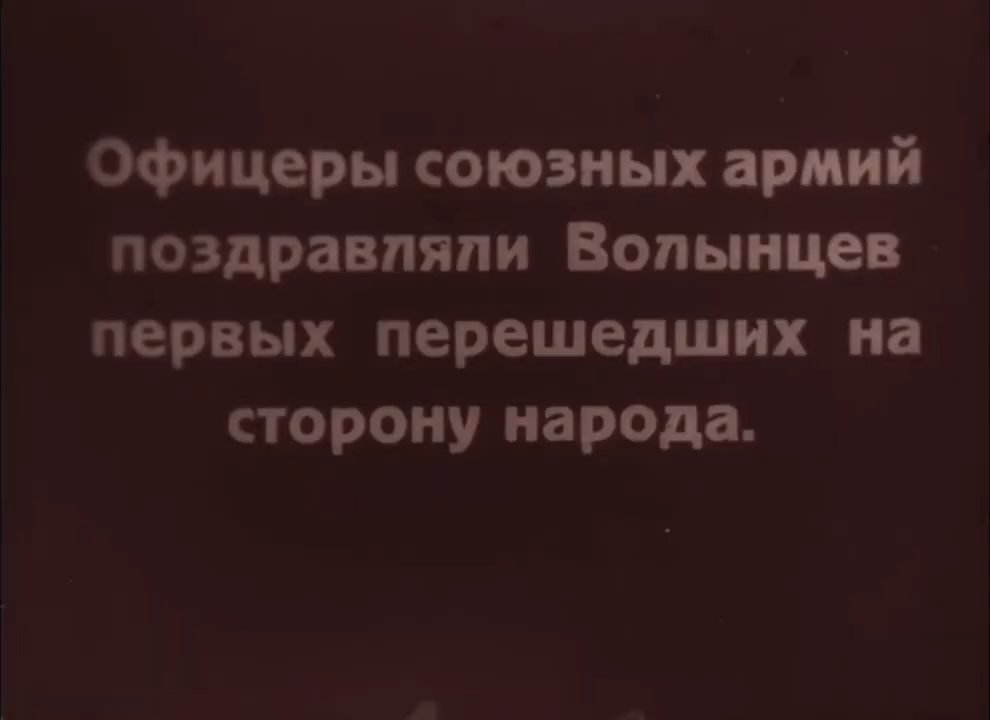 Офицеры союзных армий
поздравляли Волынцев
первых перешедших на
сторону народа.